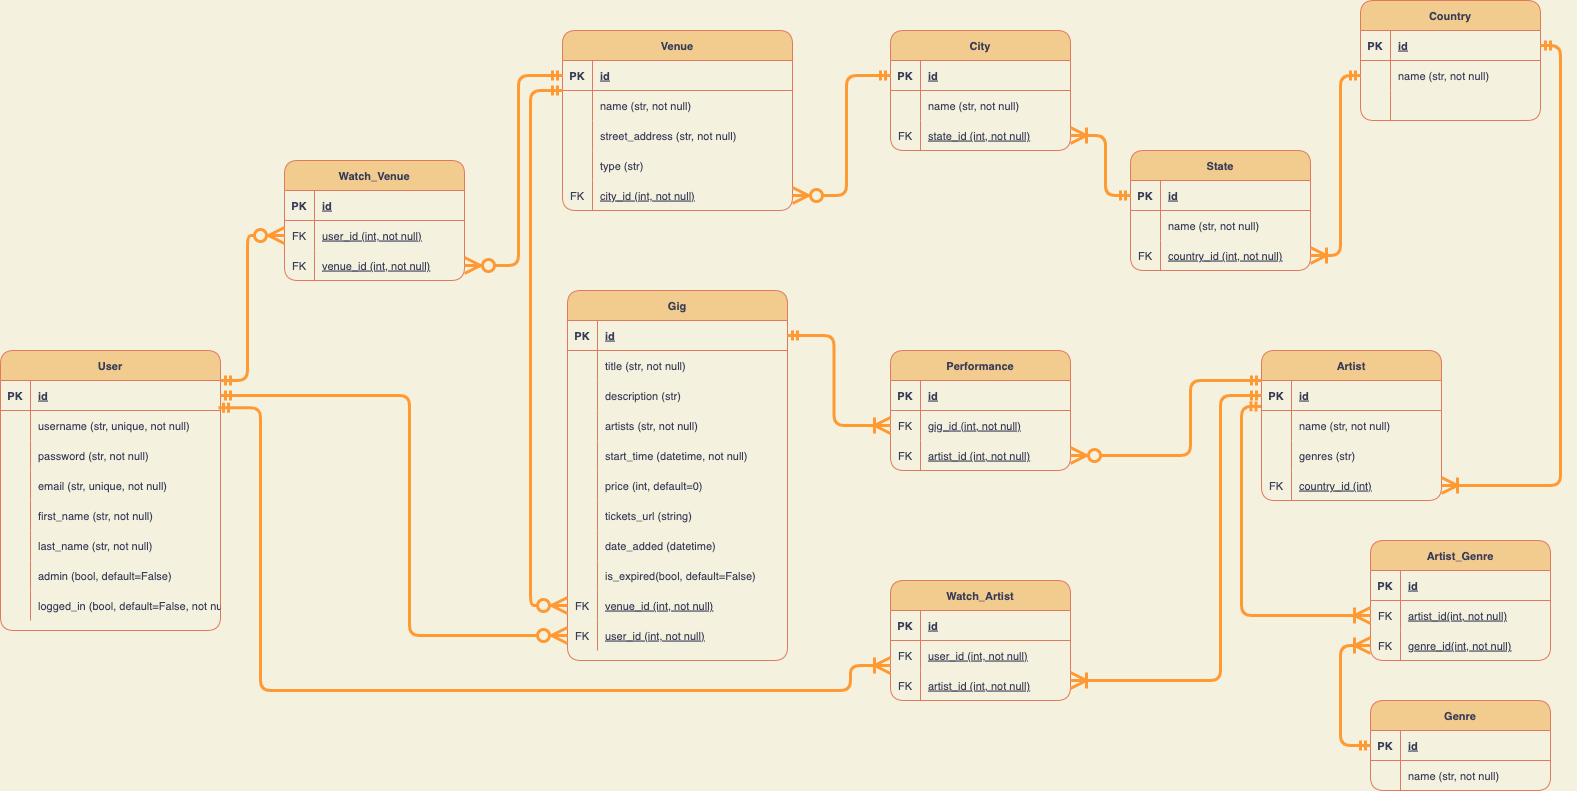 Country
PK id
name (str, not null)
Venue
PK id
name (str, not null)
street_address (str, not null)
type (str)
FK city_id (int, not null)
City
PK id
name (str, not null)
FK state_id (int, not null)
State
PK id
name (str, not null)
FK country_id (int, not null)
Watch_Venue
PK id
FK user_id (int, not null)
FK venue_id (int, not null)
User
PK id
username (str, unique, not null)
password (str, not null)
email (str, unique, not null)
first_name (str, not null)
last_name (str, not null)
admin (bool, default=False)
logged_in (bool, default=False, not nu
Gig
PK id
title (str, not null)
description (str)
artists (str, not null)
start_time (datetime, not null)
price (int, default=0)
tickets_url (string)
date_added (datetime)
is_expired(bool, default=False)
FK venue_id (int, not null)
FK user_id (int, not null)
Performance
PK id
FK gig_id (int, not null)
FK artist_id (int, not null)
Artist
PK id
name (str, not null)
genres (str)
FK country_id (int)
Watch_Artist
PK id
FK user_id (int, not null)
FK artist_id (int, not null)
Artist_Genre
PK id
FK artist_id(int, not null)
FK genre_id(int, not null)
Genre
PK id
name (str, not null)